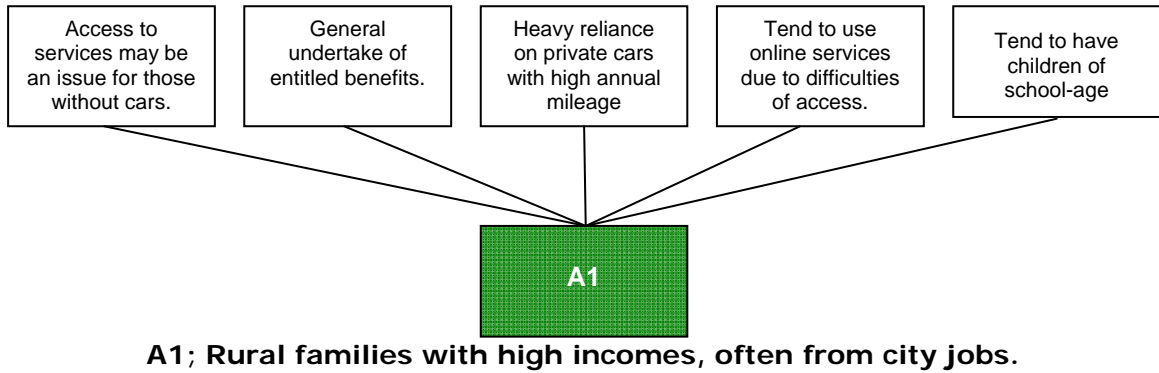 Access to
services may be
an issue for those
without cars.
General
undertake of
entitled benefits.
Heavy reliance
on private cars
with high annual
mileage
Tend to use
online services
due to difficulties
of access.
Tend to have
children of
school-age
A1
A1; Rural families with high incomes, often from city jobs.